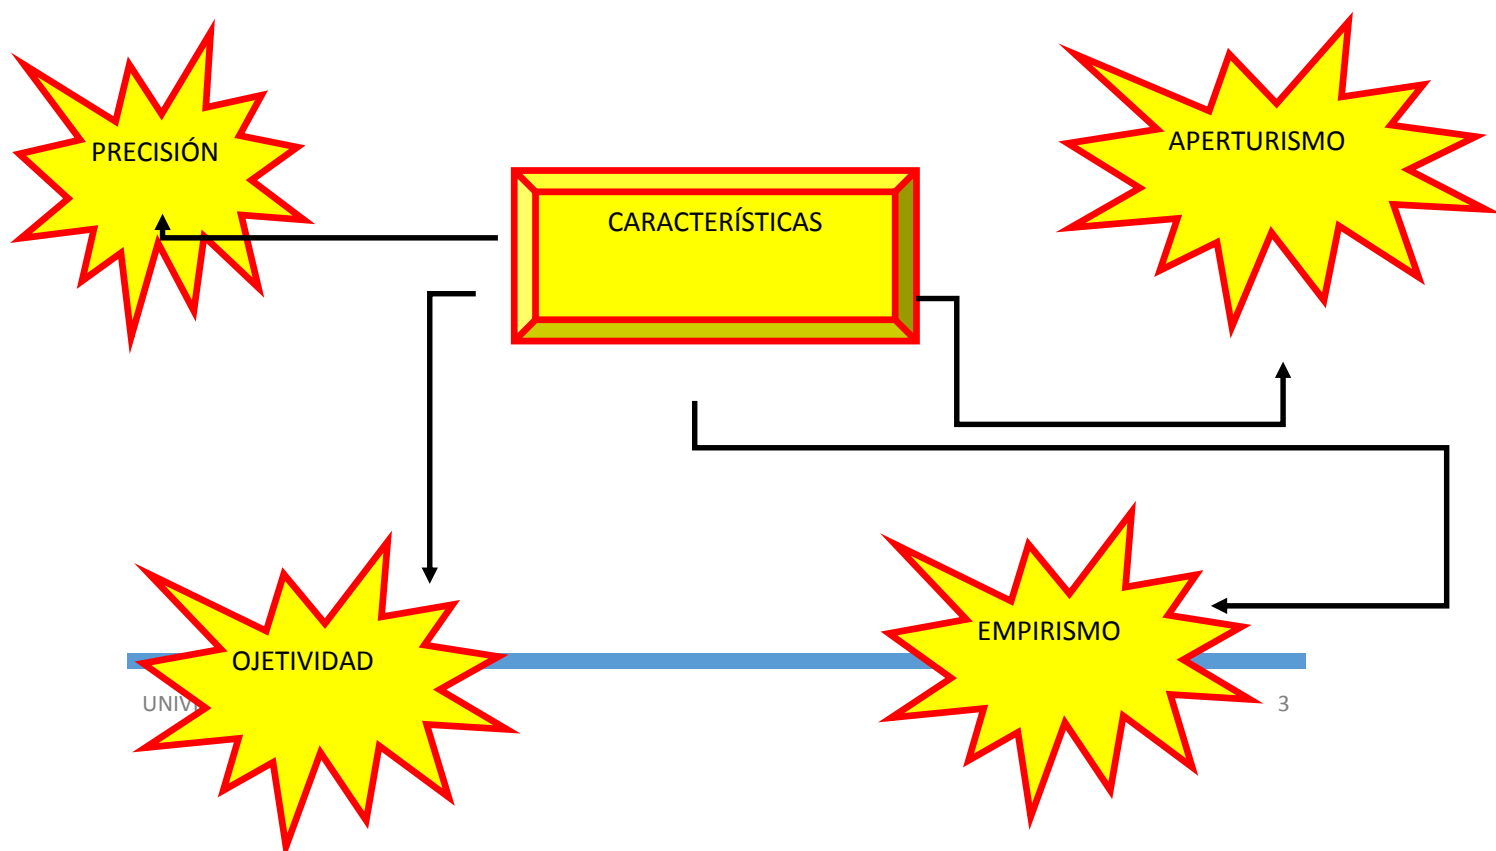 PRECISIÓN
APERTURISMO
CARACTERÍSTICAS
EMPIRISMO
OJETIVIDAD
3